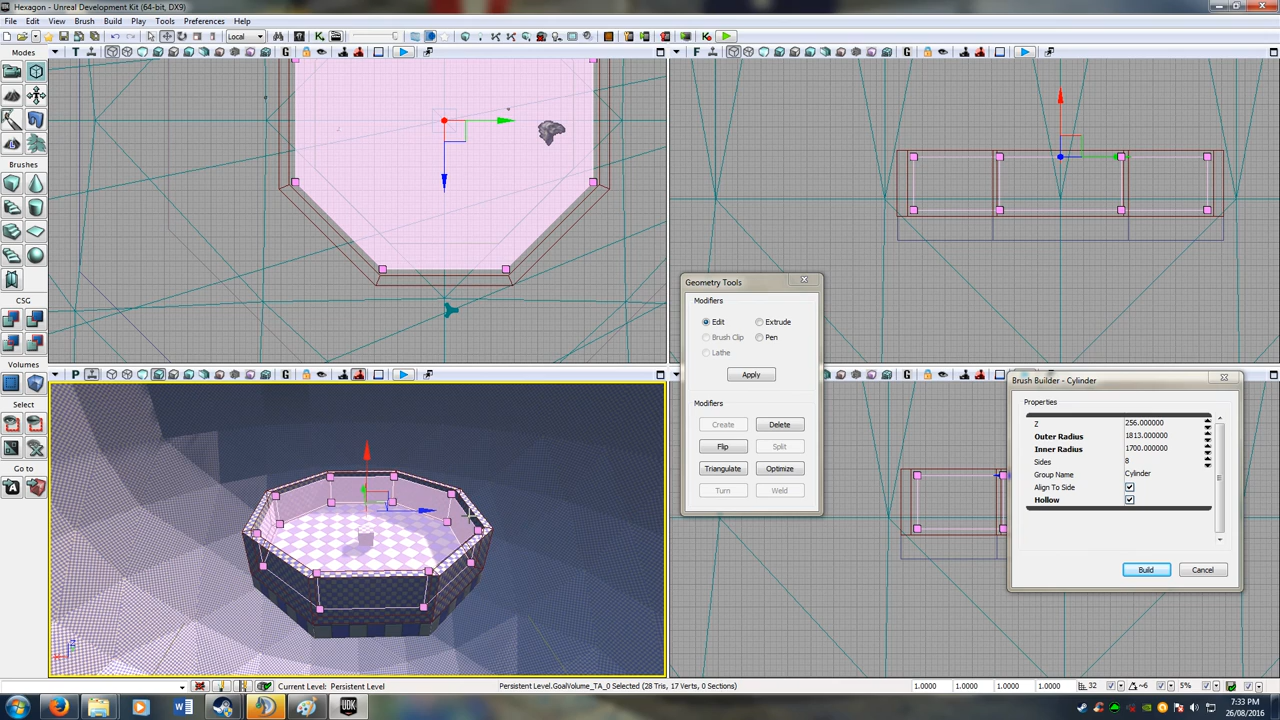 Hexagon - Unreal Development Kit (64-bit, DX9)
File Edit View Brush Build Play Tools Preferences Help
Local
Modes
T G
F G
Brushes
CSG
Volumes
Select
Go to
P G
G
Geometry Tools
Modifiers
Edit Extrude
Brush Clip Pen
Lathe
Apply
Modifiers
Create Delete
Flip Split
Triangulate Optimize
Turn Weld
Brush Builder - Cylinder
Properties
Z 256.000000
Outer Radius 1813.000000
Inner Radius 1700.000000
Sides 8
Group Name Cylinder
Align To Side
Hollow
Build Cancel
Current Level: Persistent Level
Persistent Level.GoalVolume_TA_0 Selected (28 Tris, 17 Verts, 0 Sections)
1.0000 1.0000 1.0000 1.0000 32 ~6 5%
UDK
7:33 PM
26/08/2016